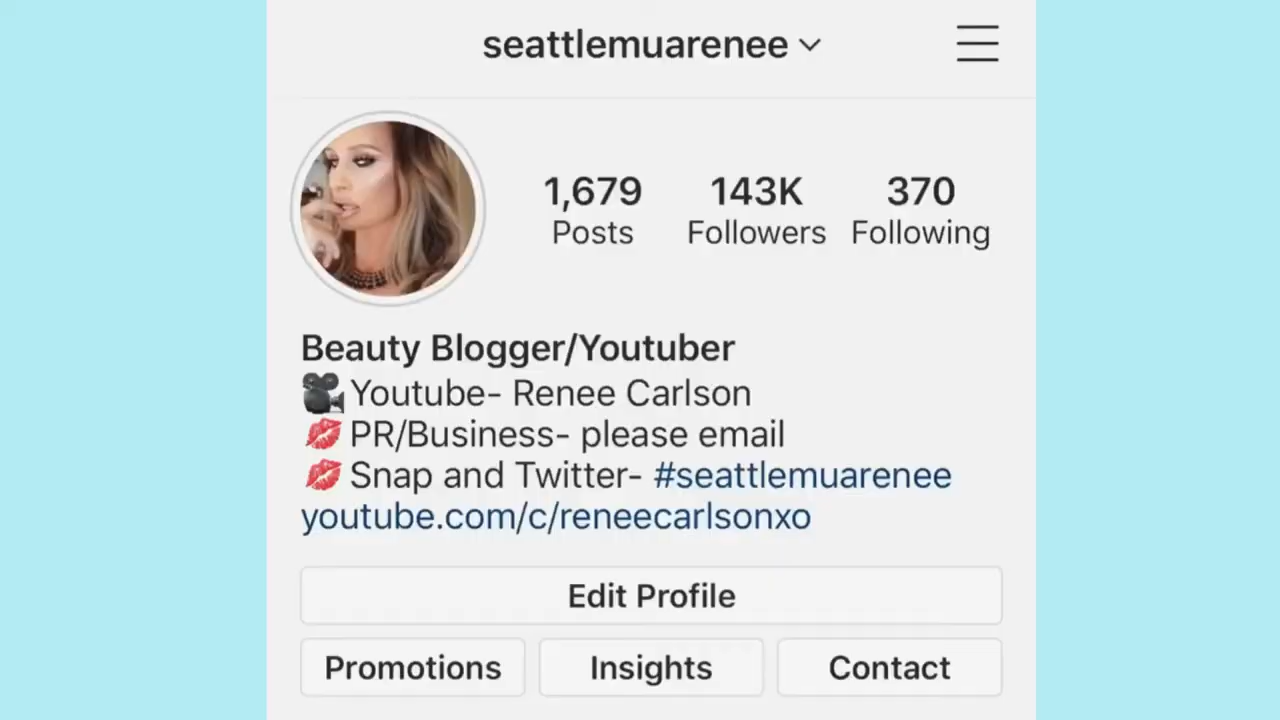 seattlemuarenee
1,679 143K 370
Posts Followers Following
Beauty Blogger/Youtuber
Youtube- Renee Carlson
PR/Business- please email
Snap and Twitter- #seattlemuarenee
youtube.com/c/reneecarlsonxo
Edit Profile
Promotions Insights Contact